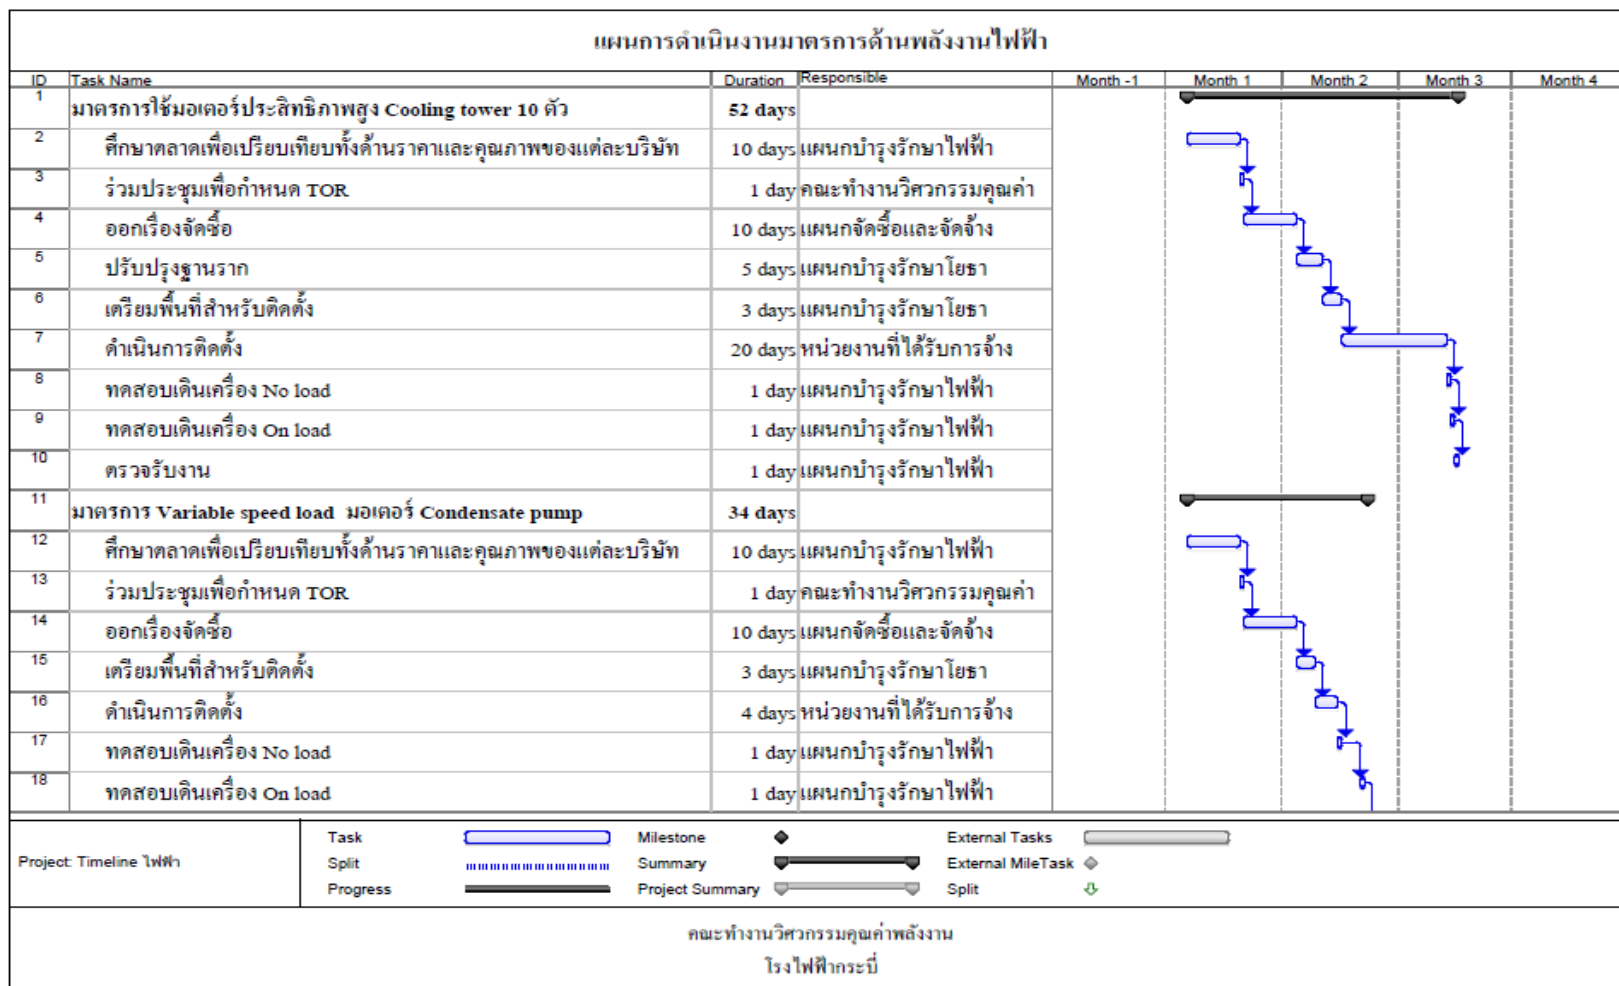 แผนการดำเนินงานมาตรการด้านพลังงานไฟฟ้า
ID Task Name Duration Responsible Month -1 Month 1 Month 2 Month 3 Month 4
1 มาตรการใช้มอเตอร์ประสิทธิภาพสูง Cooling tower 10 ตัว 52 days
2 ศึกษาตลาดเพื่อเปรียบเทียบทั้งด้านราคาและคุณภาพของแต่ละบริษัท 10 days แผนกบำรุงรักษาไฟฟ้า
3 ร่วมประชุมเพื่อกำหนด TOR 1 day คณะทำงานวิศวกรรมคุณค่า
4 ออกเรื่องจัดซื้อ 10 days แผนกจัดซื้อและจัดจ้าง
5 ปรับปรุงฐานราก 5 days แผนกบำรุงรักษาโยธา
6 เตรียมพื้นที่สำหรับติดตั้ง 3 days แผนกบำรุงรักษาโยธา
7 ดำเนินการติดตั้ง 20 days หน่วยงานที่ได้รับการจ้าง
8 ทดสอบเดินเครื่อง No load 1 day แผนกบำรุงรักษาไฟฟ้า
9 ทดสอบเดินเครื่อง On load 1 day แผนกบำรุงรักษาไฟฟ้า
10 ตรวจรับงาน 1 day แผนกบำรุงรักษาไฟฟ้า
11 มาตรการ Variable speed load มอเตอร์ Condensate pump 34 days
12 ศึกษาตลาดเพื่อเปรียบเทียบทั้งด้านราคาและคุณภาพของแต่ละบริษัท 10 days แผนกบำรุงรักษาไฟฟ้า
13 ร่วมประชุมเพื่อกำหนด TOR 1 day คณะทำงานวิศวกรรมคุณค่า
14 ออกเรื่องจัดซื้อ 10 days แผนกจัดซื้อและจัดจ้าง
15 เตรียมพื้นที่สำหรับติดตั้ง 3 days แผนกบำรุงรักษาโยธา
16 ดำเนินการติดตั้ง 4 days หน่วยงานที่ได้รับการจ้าง
17 ทดสอบเดินเครื่อง No load 1 day แผนกบำรุงรักษาไฟฟ้า
18 ทดสอบเดินเครื่อง On load 1 day แผนกบำรุงรักษาไฟฟ้า
Project: Timeline ไฟฟ้า
Task Milestone External Tasks
Split Summary External MileTask
Progress Project Summary Split
คณะทำงานวิศวกรรมคุณค่าพลังงาน
โรงไฟฟ้ากระบี่